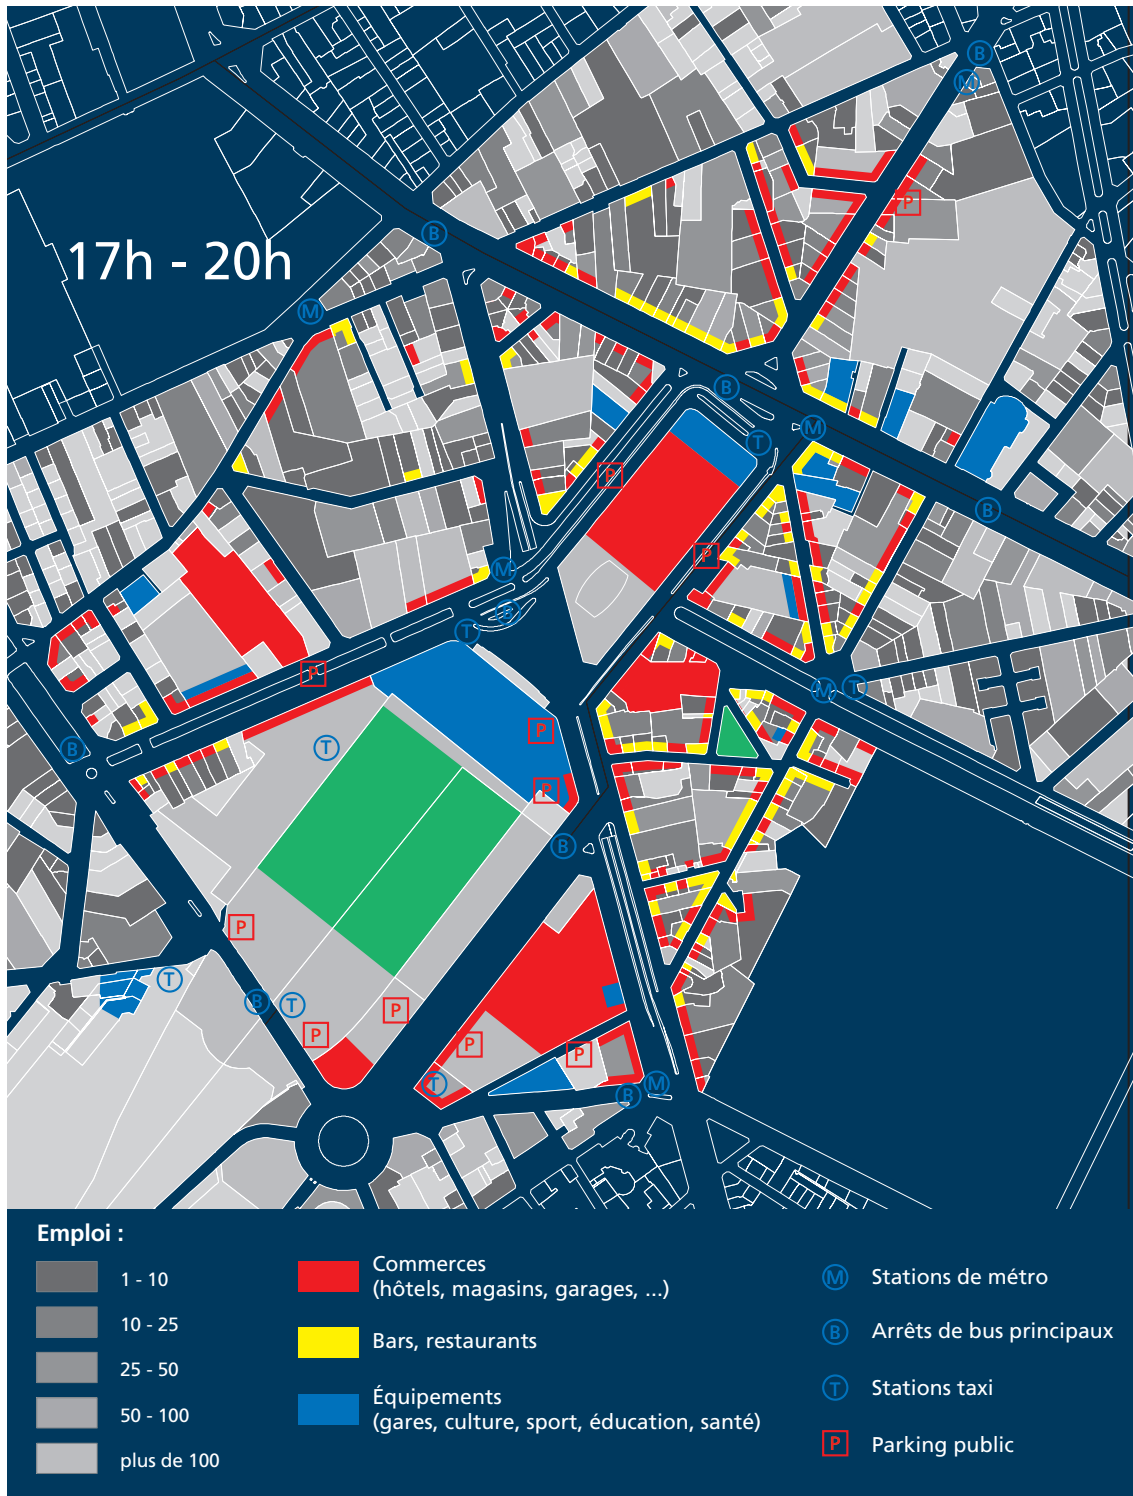 B
M
P
17h - 20h
B
M
B
M
T
P
B
P
M
B
T
P
M
T
B
T
P
P
B
P
T
B
T
P
P
P
P
T
M
B
Emploi :
1 - 10
10 - 25
25 - 50
50 - 100
plus de 100
Commerces
(hôtels, magasins, garages, ...)
Bars, restaurants
Équipements
(gares, culture, sport, éducation, santé)
M Stations de métro
B Arrêts de bus principaux
T Stations taxi
P Parking public